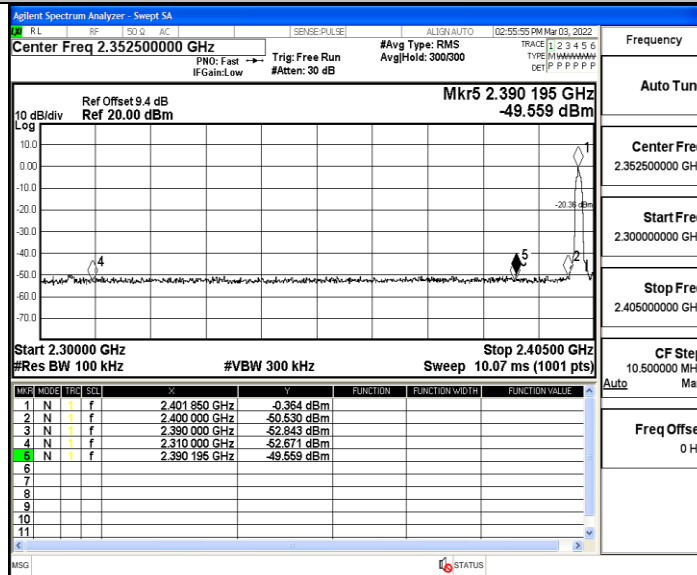 Agilent Spectrum Analyzer - Swept SA
RL RF 50 Ω AC SENSE:PULSE ALIGNAUTO 02:55:55 PM Mar 03, 2022
Center Freq 2.352500000 GHz #Avg Type: RMS TRACE 1 2 3 4 5 6 Frequency
PNO: Fast Trig: Free Run Avg|Hold: 300/300 TYPE MWWWWW
IFGain:Low #Atten: 30 dB DET P P P P P P
Auto Tun
Ref Offset 9.4 dB Mkr5 2.390 195 GHz
10 dB/div Ref 20.00 dBm -49.559 dBm
Log
10.0
0.00
-10.0
-20.0
-30.0
-40.0
-50.0
-60.0
-70.0
1
-20.36 dBm
4
5
2
Center Fre
2.352500000 GH
Start Fre
2.300000000 GH
Stop Fre
2.405000000 GH
Start 2.30000 GHz Stop 2.40500 GHz
#Res BW 100 kHz #VBW 300 kHz Sweep 10.07 ms (1001 pts)
CF Step
10.500000 MH
Auto Ma
MKR MODE TRC SCL X Y FUNCTION FUNCTION WIDTH FUNCTION VALUE
1 N 1 f 2.401 850 GHz -0.364 dBm
2 N 1 f 2.400 000 GHz -50.530 dBm
3 N 1 f 2.390 000 GHz -52.843 dBm
4 N 1 f 2.310 000 GHz -52.671 dBm
5 N 1 f 2.390 195 GHz -49.559 dBm
6
7
8
9
10
11
Freq Offse
0 H
MSG STATUS